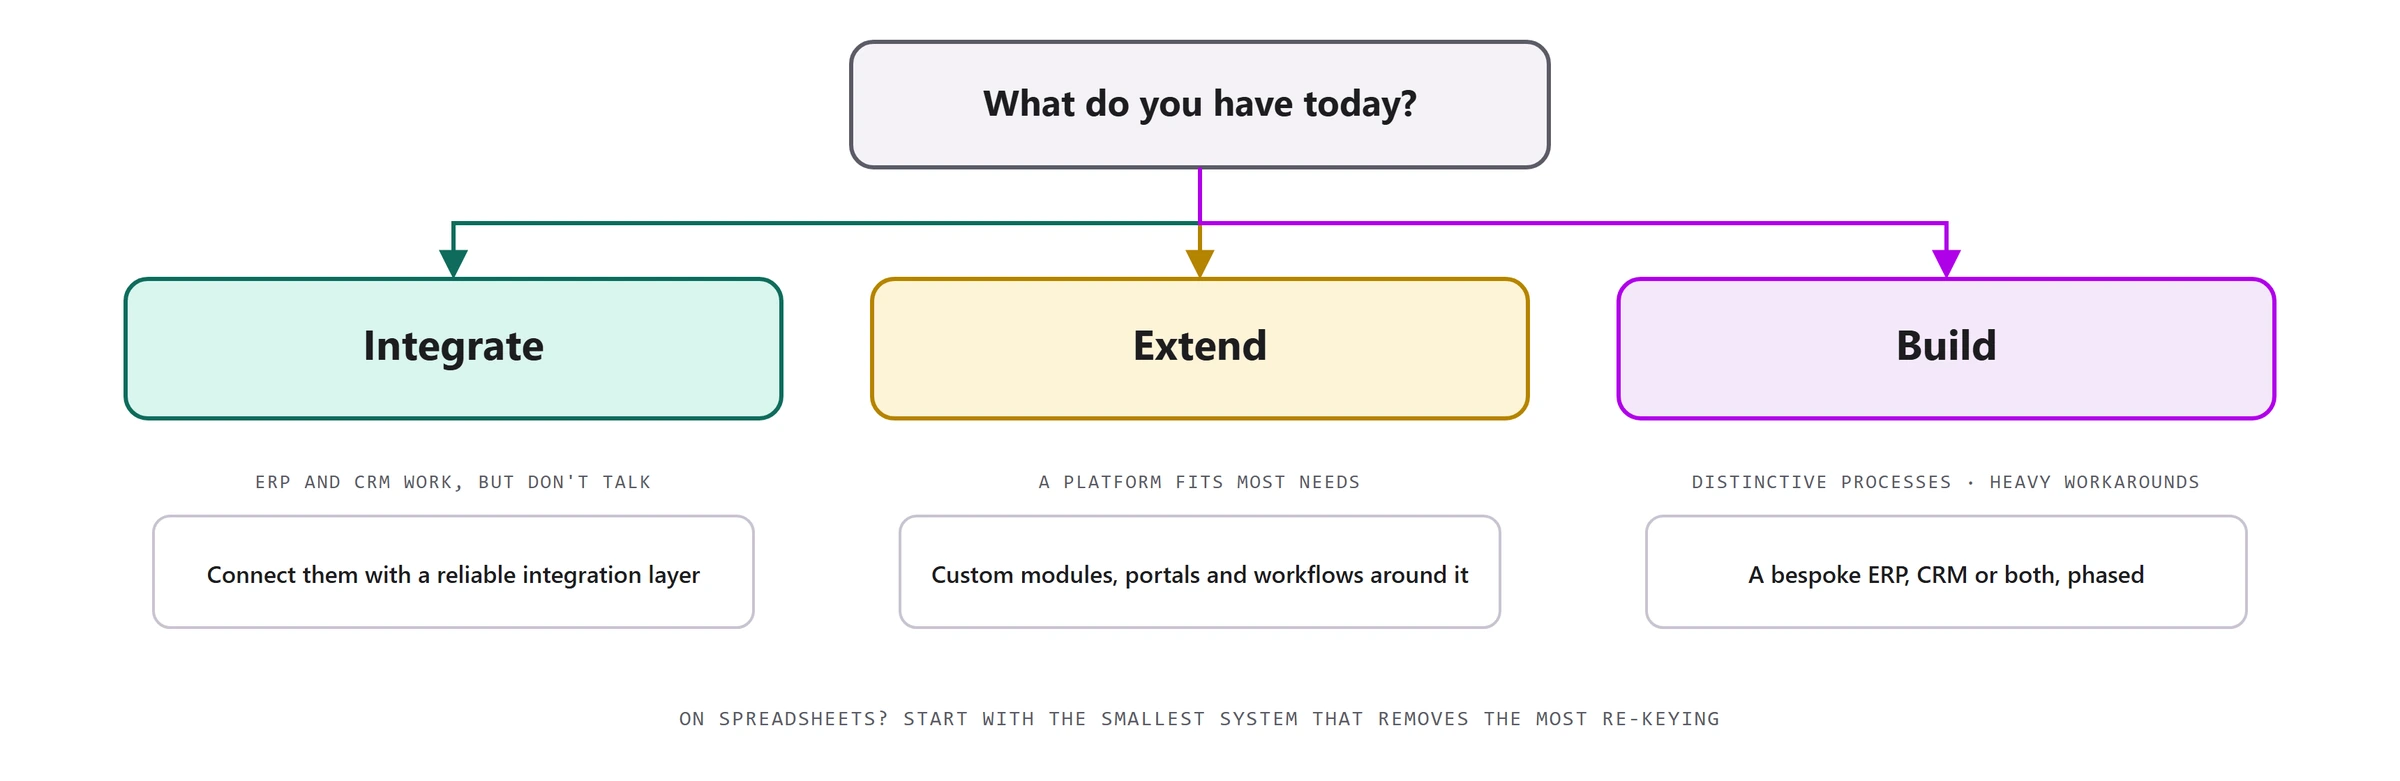 What do you have today?
Integrate
Extend
Build
ERP AND CRM WORK, BUT DON'T TALK
A PLATFORM FITS MOST NEEDS
DISTINCTIVE PROCESSES · HEAVY WORKAROUNDS
Connect them with a reliable integration layer
Custom modules, portals and workflows around it
A bespoke ERP, CRM or both, phased
ON SPREADSHEETS? START WITH THE SMALLEST SYSTEM THAT REMOVES THE MOST RE-KEYING